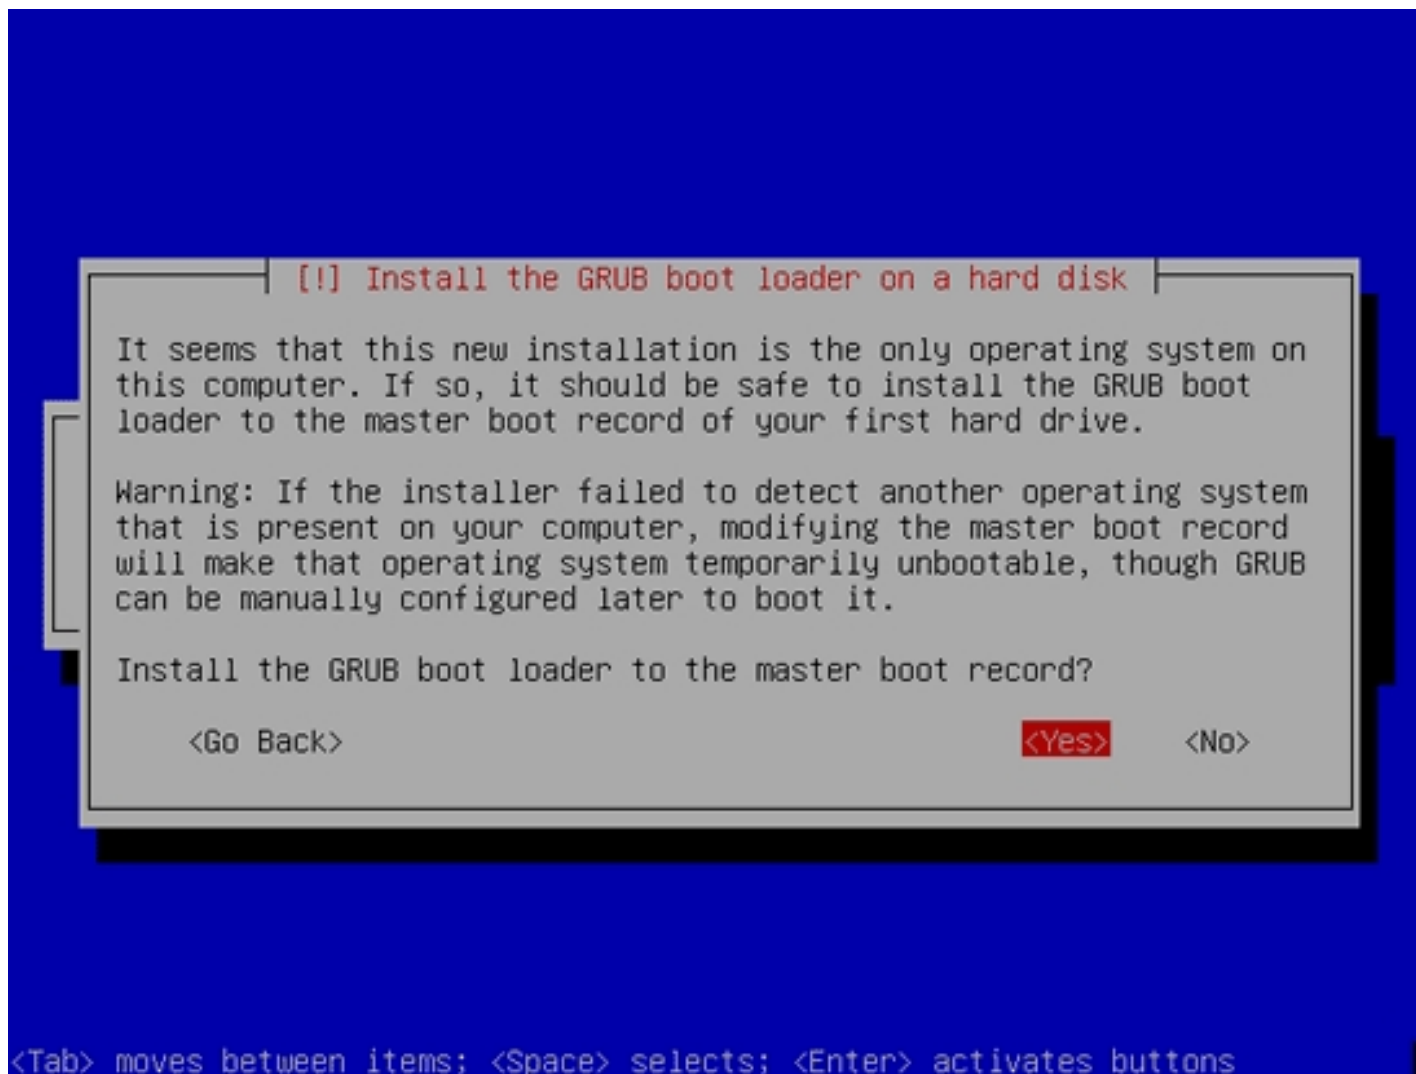 [!] Install the GRUB boot loader on a hard disk
It seems that this new installation is the only operating system on
this computer. If so, it should be safe to install the GRUB boot
loader to the master boot record of your first hard drive.
Warning: If the installer failed to detect another operating system
that is present on your computer, modifying the master boot record
will make that operating system temporarily unbootable, though GRUB
can be manually configured later to boot it.
Install the GRUB boot loader to the master boot record?
<Go Back> <Yes> <No>
<Tab> moves between items; <Space> selects; <Enter> activates buttons